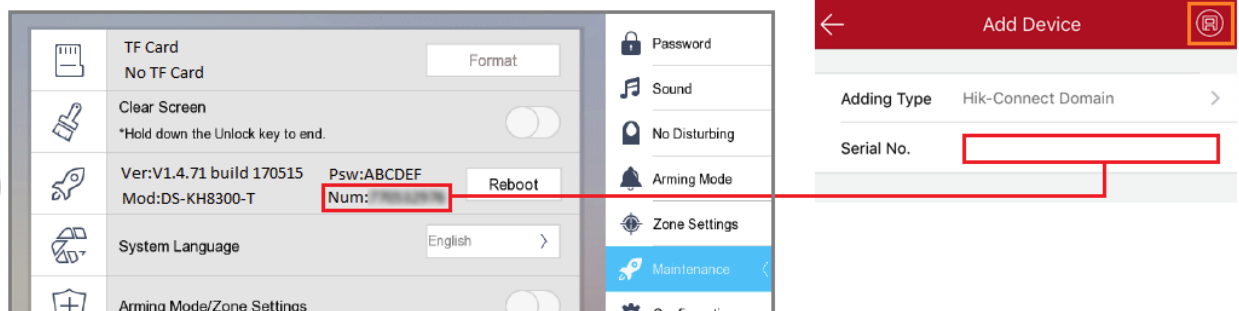 TF Card
No TF Card
Format
Clear Screen
*Hold down the Unlock key to end.
Ver:V1.4.71 build 170515
Psw:ABCDEF
Mod:DS-KH8300-T
Num:
Reboot
System Language
English
Arming Mode/Zone Settings
Password
Sound
No Disturbing
Arming Mode
Zone Settings
Maintenance
Add Device
Adding Type
Hik-Connect Domain
Serial No.